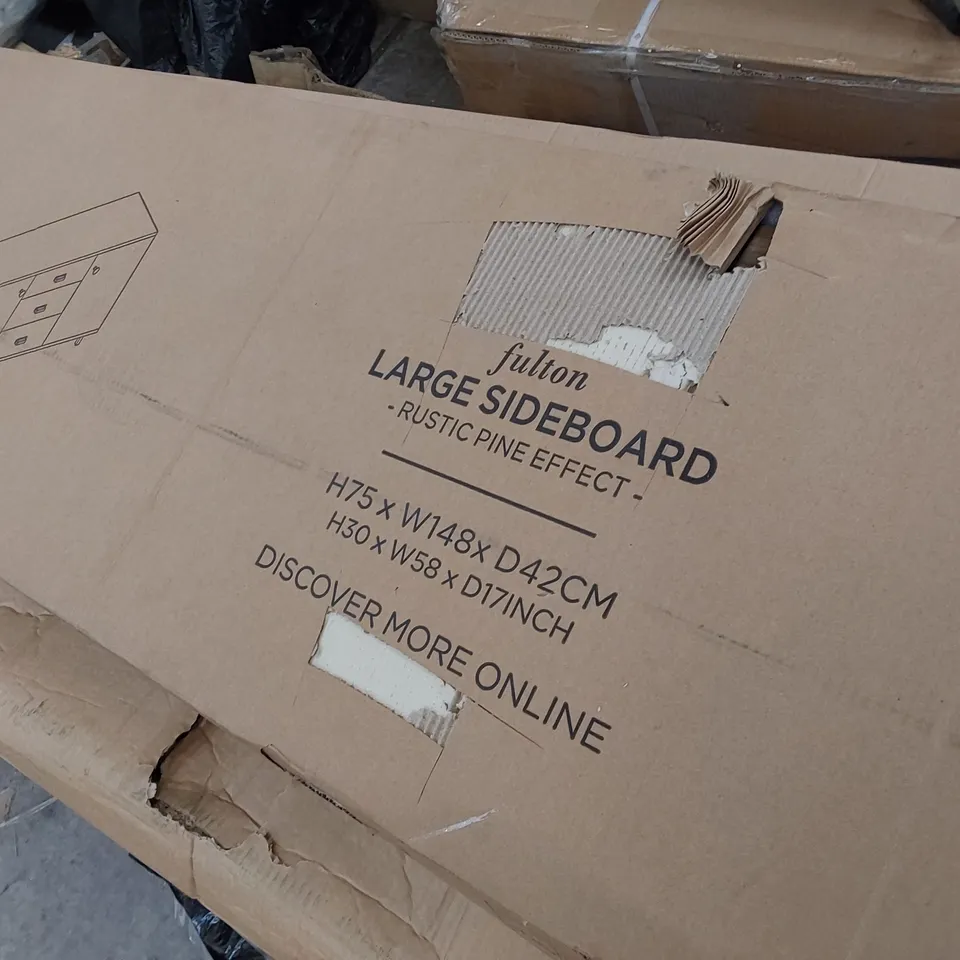 fulton
LARGE SIDEBOARD
- RUSTIC PINE EFFECT -
H75 x W148x D42CM
H30 x W58 x D17INCH
DISCOVER MORE ONLINE